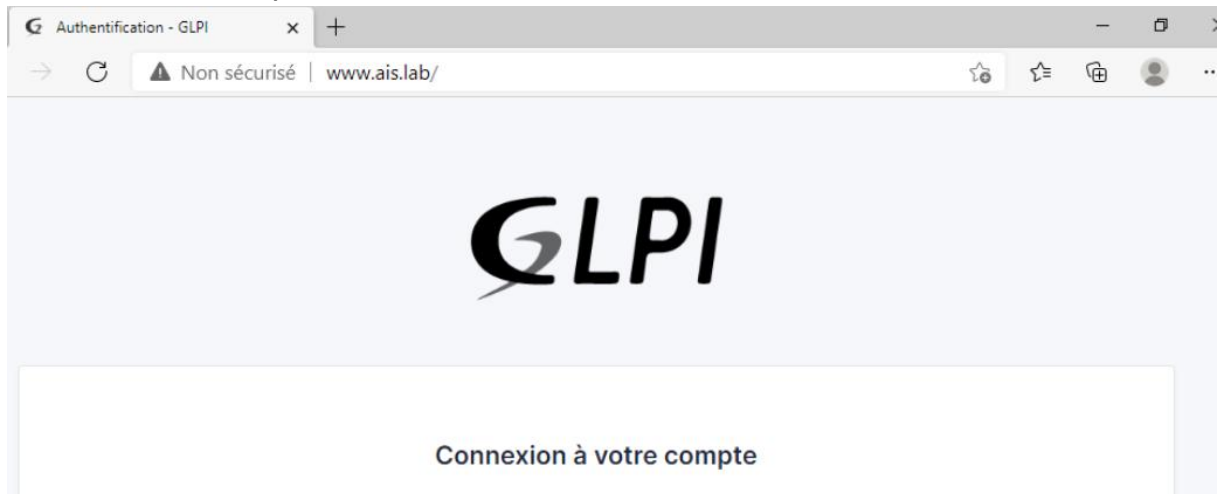 Authentification - GLPI
Non sécurisé | www.ais.lab/
GLPI
Connexion à votre compte